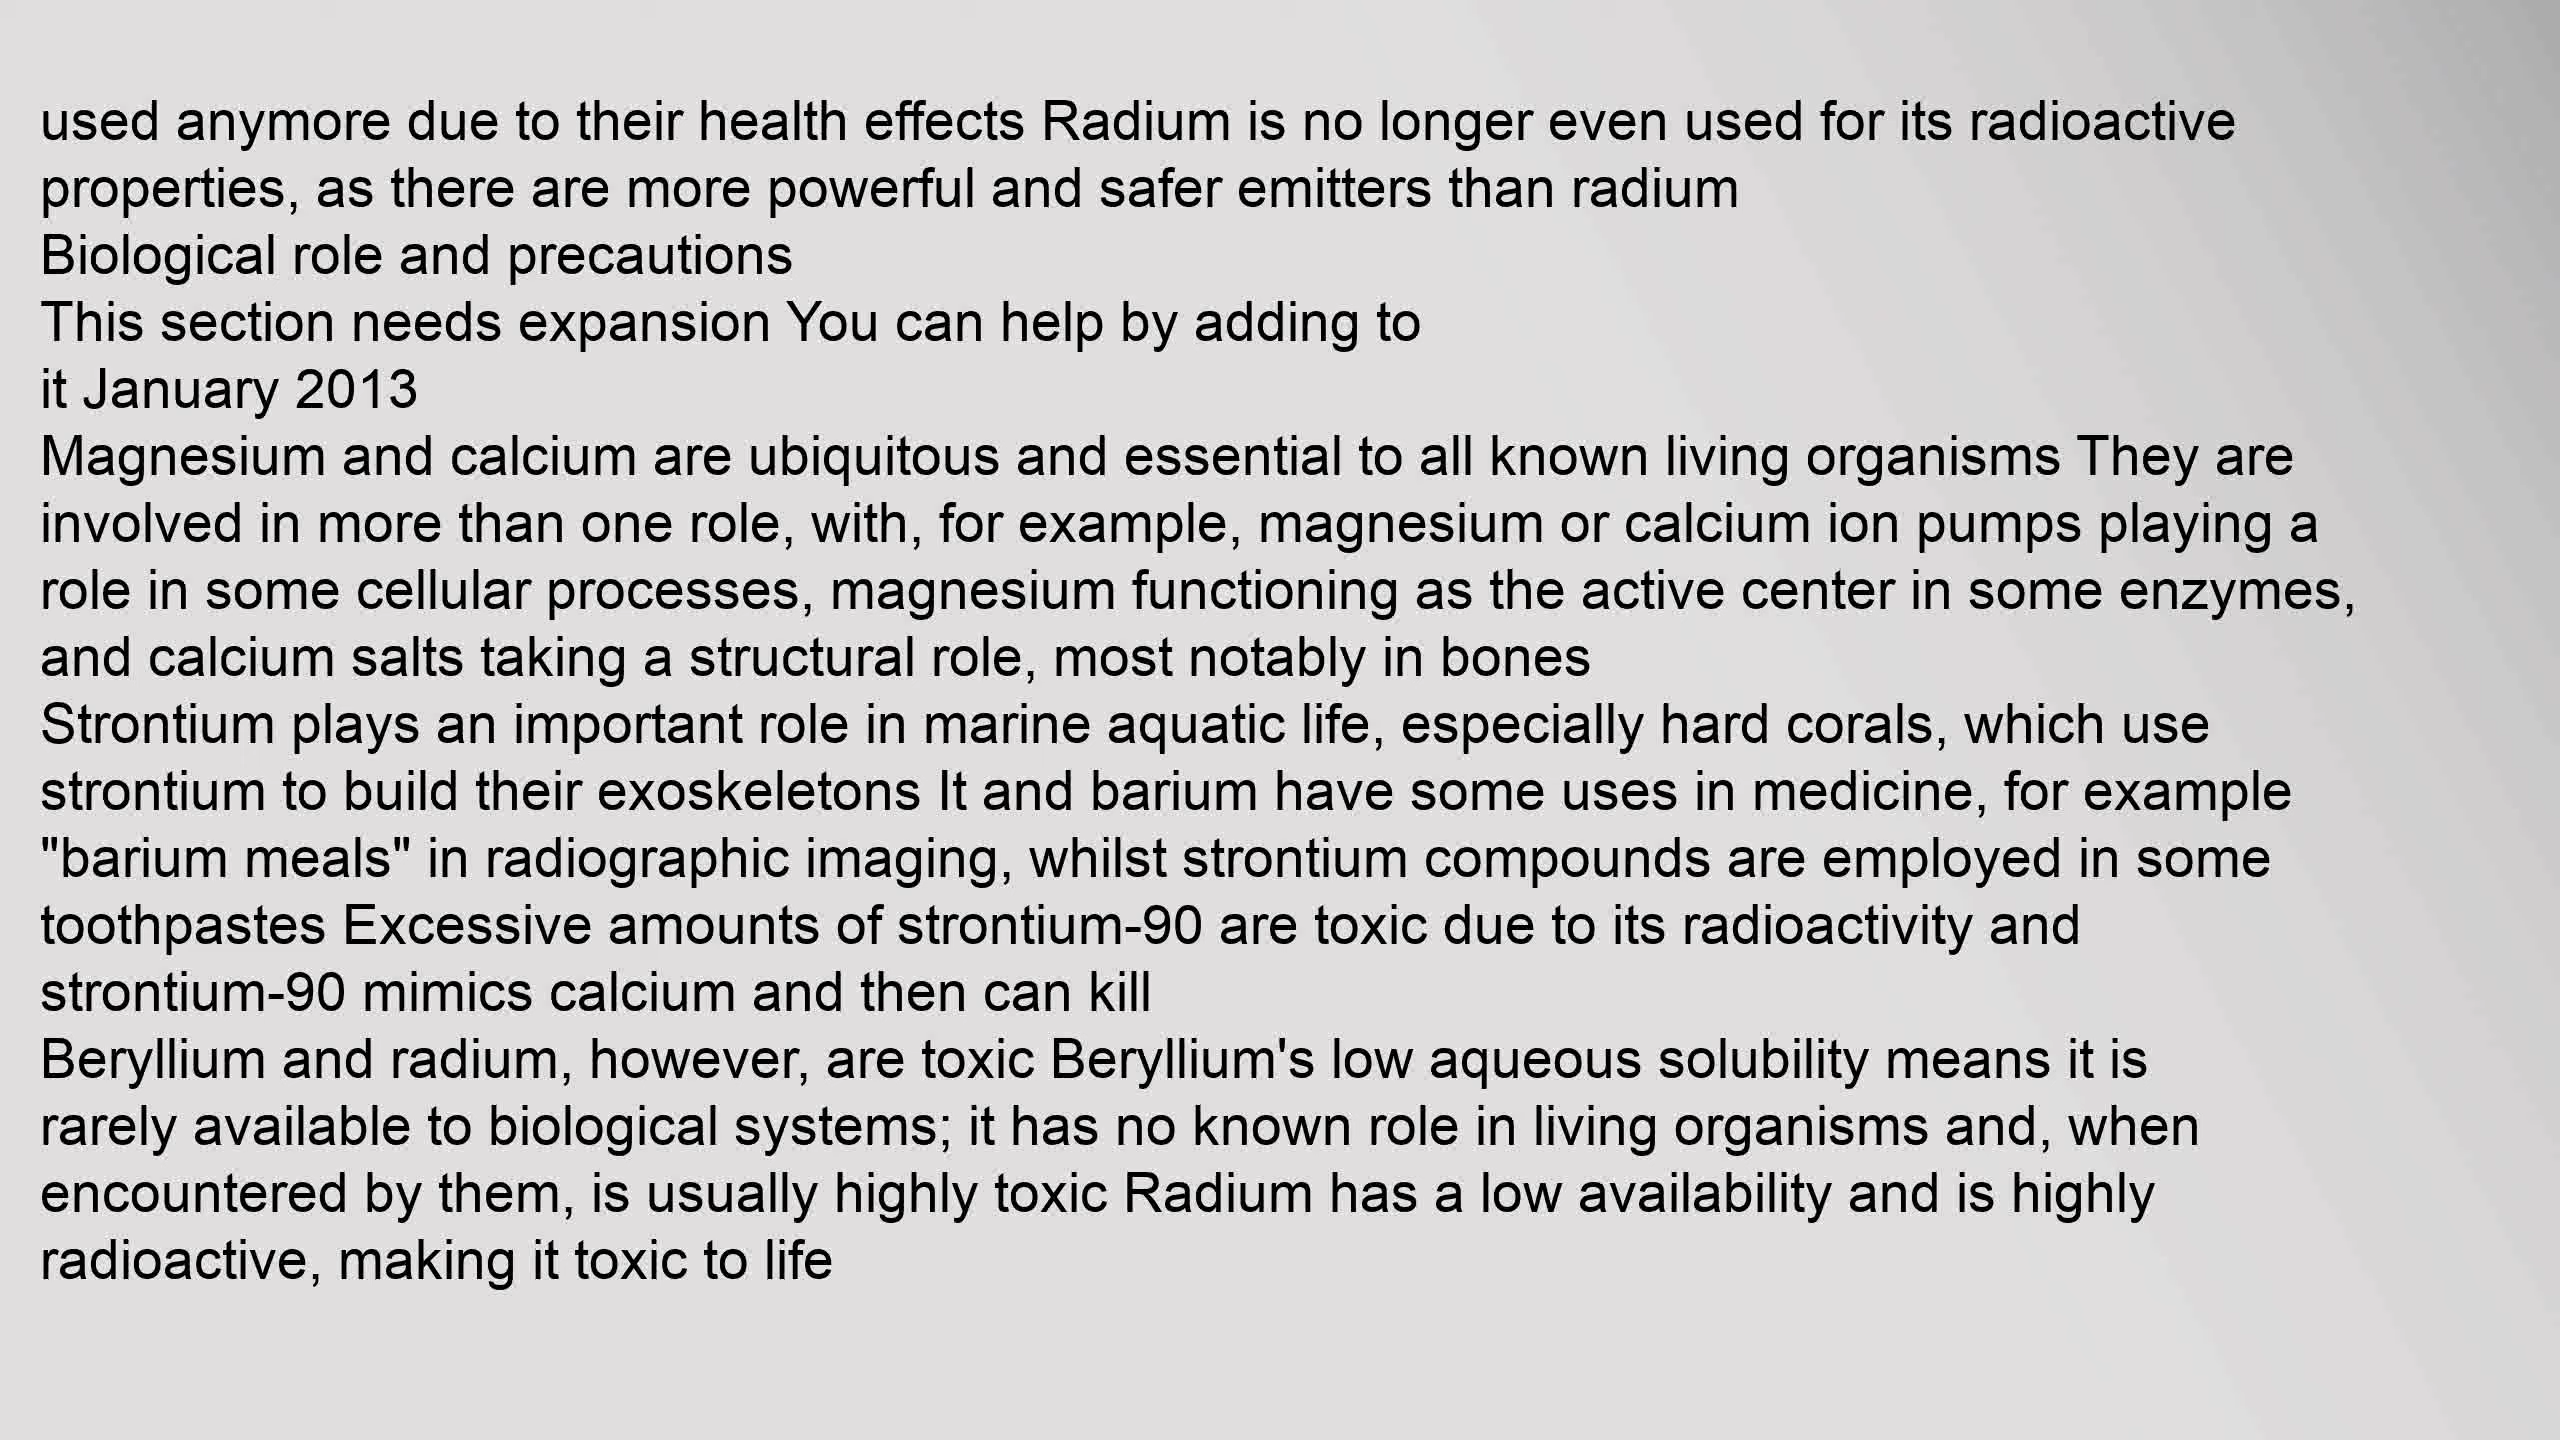 used anymore due to their health effects Radium is no longer even used for its radioactive
properties, as there are more powerful and safer emitters than radium
Biological role and precautions
This section needs expansion You can help by adding to
it January 2013
Magnesium and calcium are ubiquitous and essential to all known living organisms They are
involved in more than one role, with, for example, magnesium or calcium ion pumps playing a
role in some cellular processes, magnesium functioning as the active center in some enzymes,
and calcium salts taking a structural role, most notably in bones
Strontium plays an important role in marine aquatic life, especially hard corals, which use
strontium to build their exoskeletons It and barium have some uses in medicine, for example
"barium meals" in radiographic imaging, whilst strontium compounds are employed in some
toothpastes Excessive amounts of strontium-90 are toxic due to its radioactivity and
strontium-90 mimics calcium and then can kill
Beryllium and radium, however, are toxic Beryllium's low aqueous solubility means it is
rarely available to biological systems; it has no known role in living organisms and, when
encountered by them, is usually highly toxic Radium has a low availability and is highly
radioactive, making it toxic to life